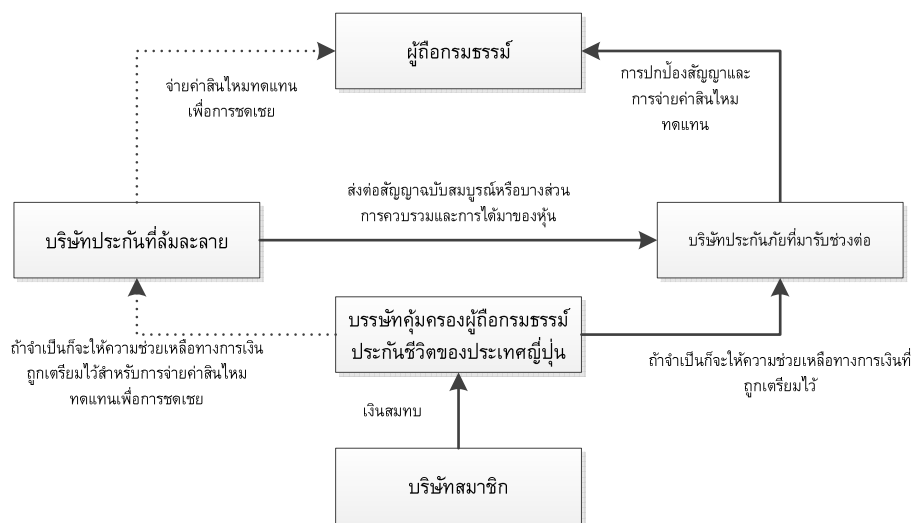 ผู้ถือกรมธรรม์
จ่ายค่าสินไหมทดแทน
เพื่อการชดเชย
การปกป้องสัญญาและ
การจ่ายค่าสินไหม
ทดแทน
ส่งต่อสัญญาฉบับสมบูรณ์หรือบางส่วน
การควบรวมและการได้มาของหุ้น
บริษัทประกันที่ล้มละลาย
บริษัทประกันภัยที่มารับช่วงต่อ
บรรษัทคุ้มครองผู้ถือกรมธรรม์
ประกันชีวิตของประเทศญี่ปุ่น
ถ้าจำเป็นก็จะให้ความช่วยเหลือทางการเงิน
ถูกเตรียมไว้สำหรับการจ่ายค่าสินไหม
ทดแทนเพื่อการชดเชย
ถ้าจำเป็นก็จะให้ความช่วยเหลือทางการเงินที่
ถูกเตรียมไว้
เงินสมทบ
บริษัทสมาชิก